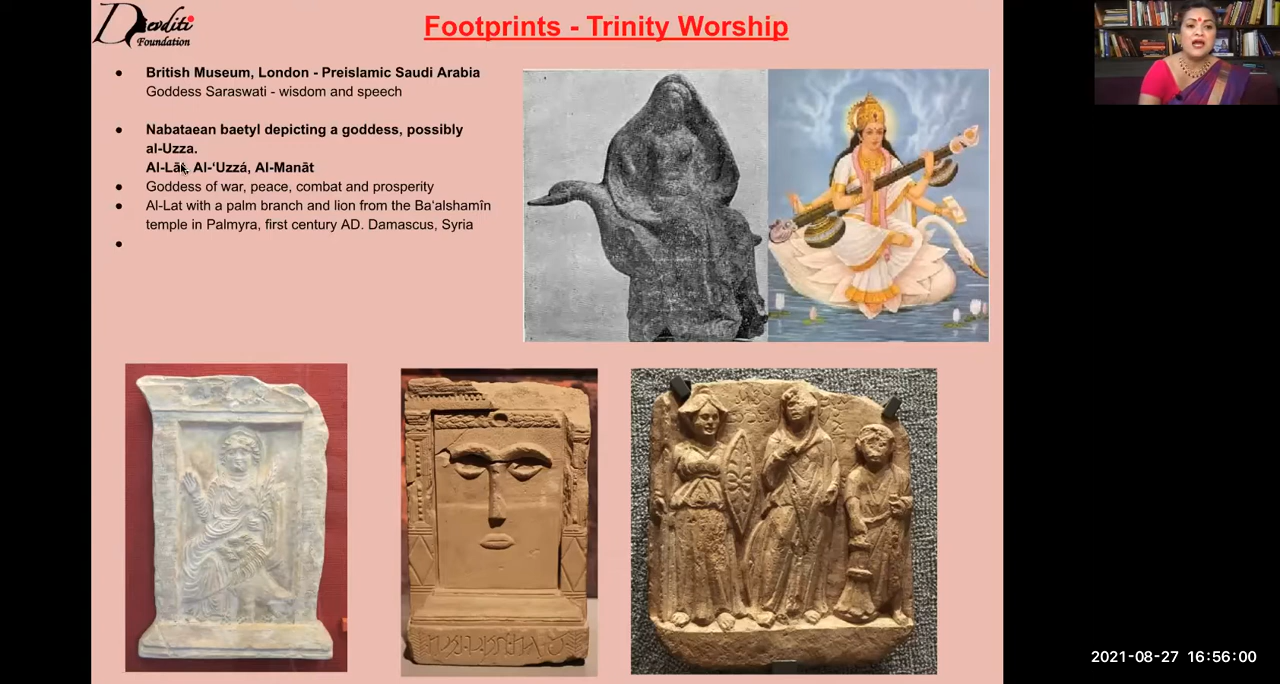 Devditi
Foundation
Footprints - Trinity Worship
● British Museum, London - Preislamic Saudi Arabia
Goddess Saraswati - wisdom and speech
● Nabataean baetyl depicting a goddess, possibly
al-Uzza.
Al-Lāt, Al-‘Uzzá, Al-Manāt
● Goddess of war, peace, combat and prosperity
● Al-Lat with a palm branch and lion from the Ba‘alshamîn
temple in Palmyra, first century AD. Damascus, Syria
●
2021-08-27 16:56:00